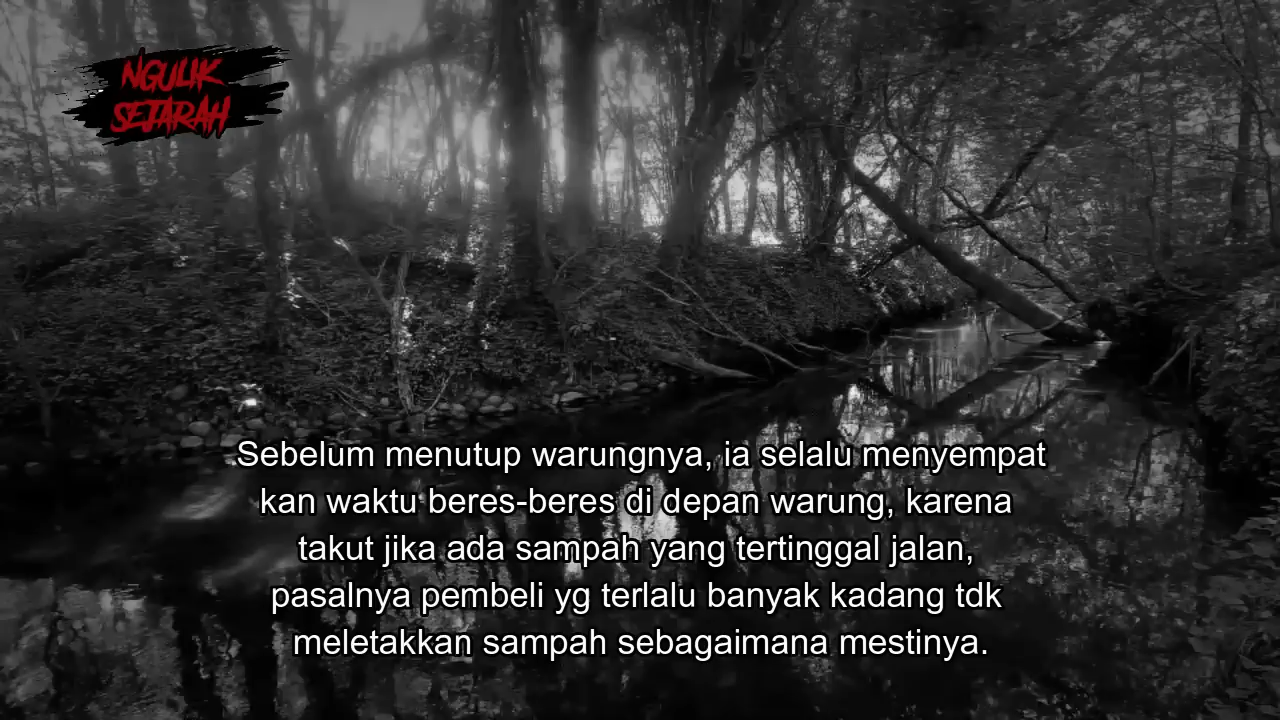 NGULIK
SEJARAH
Sebelum menutup warungnya, ia selalu menyempat
kan waktu beres-beres di depan warung, karena
takut jika ada sampah yang tertinggal jalan,
pasalnya pembeli yg terlalu banyak kadang tdk
meletakkan sampah sebagaimana mestinya.